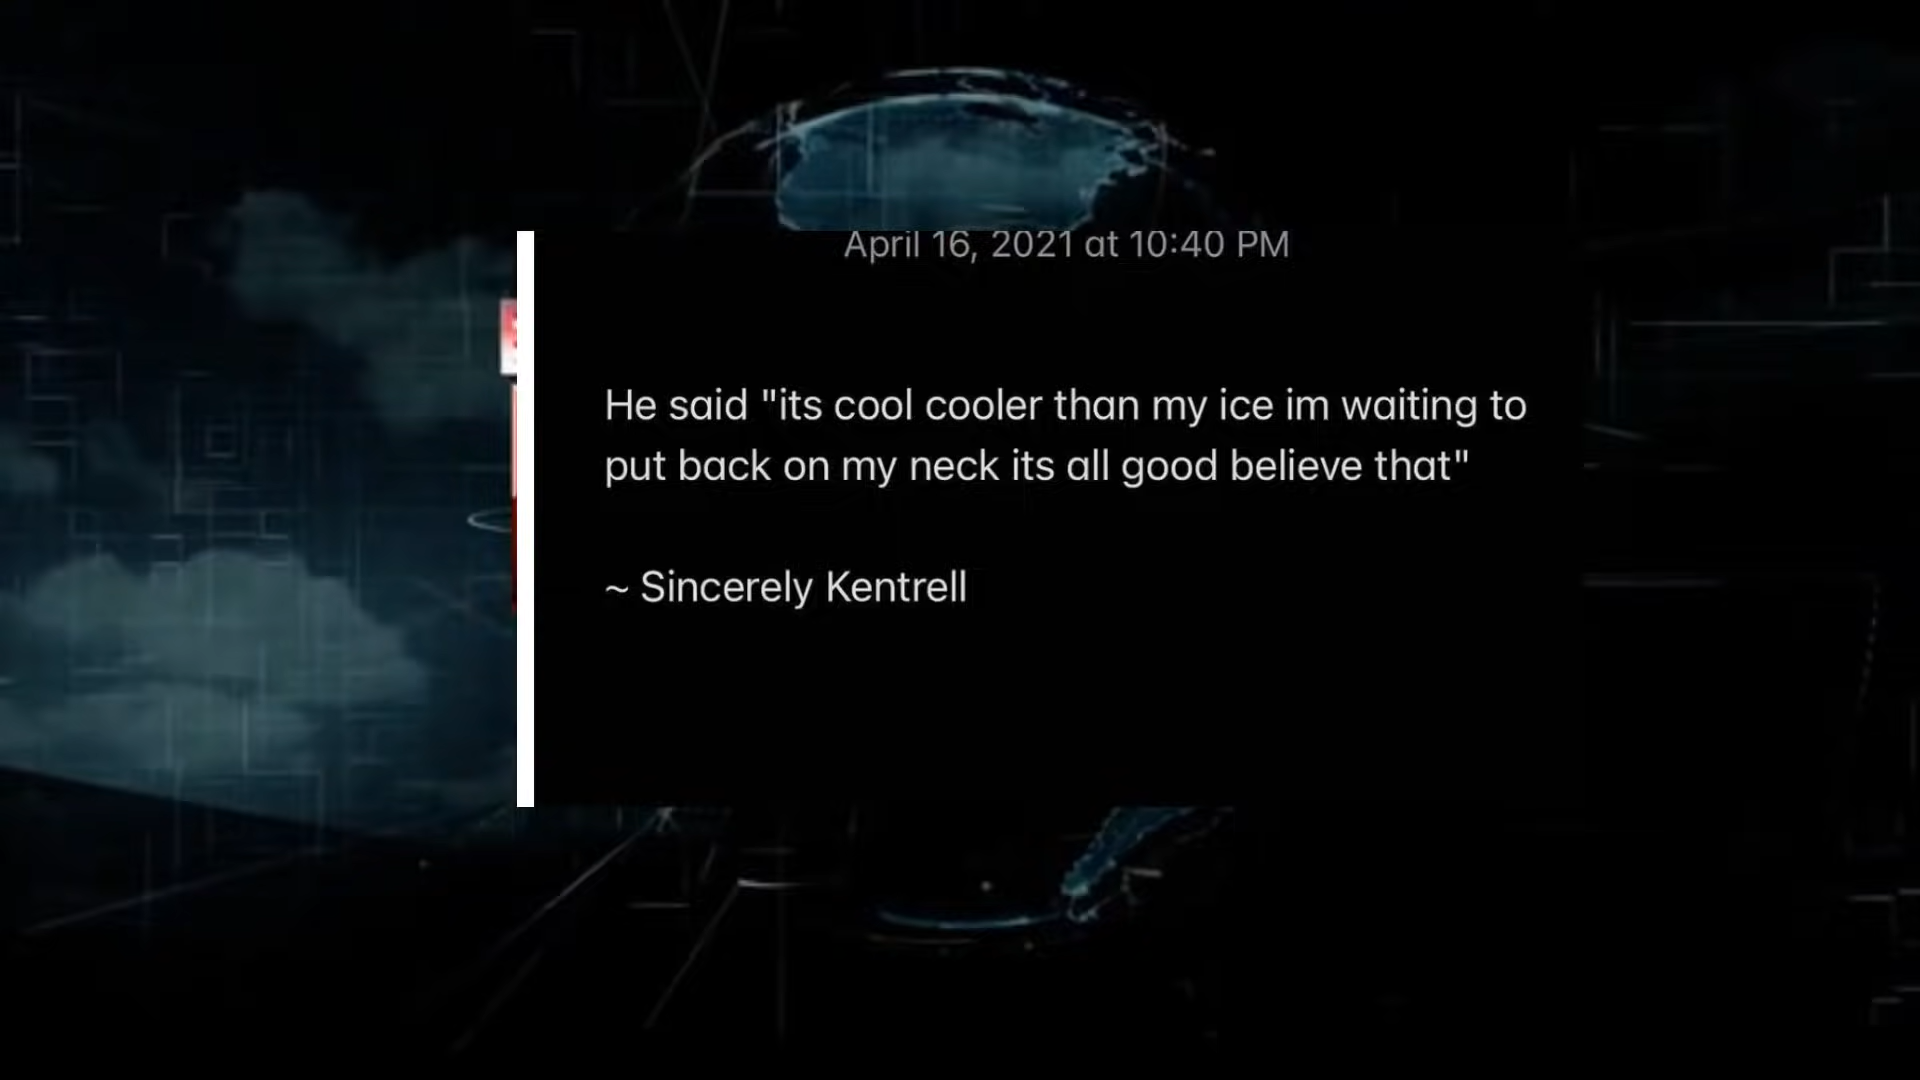 April 16, 2021 at 10:40 PM
He said "its cool cooler than my ice im waiting to
put back on my neck its all good believe that"
~ Sincerely Kentrell